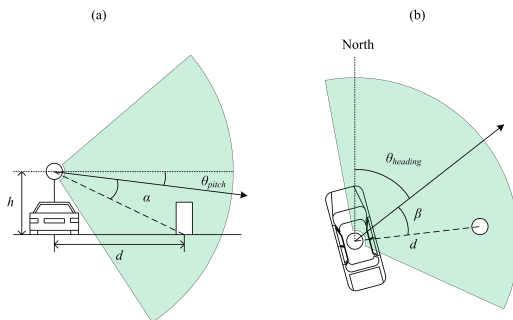 (a)
(b)
North
θheading
θpitch
α
h
β
d
d